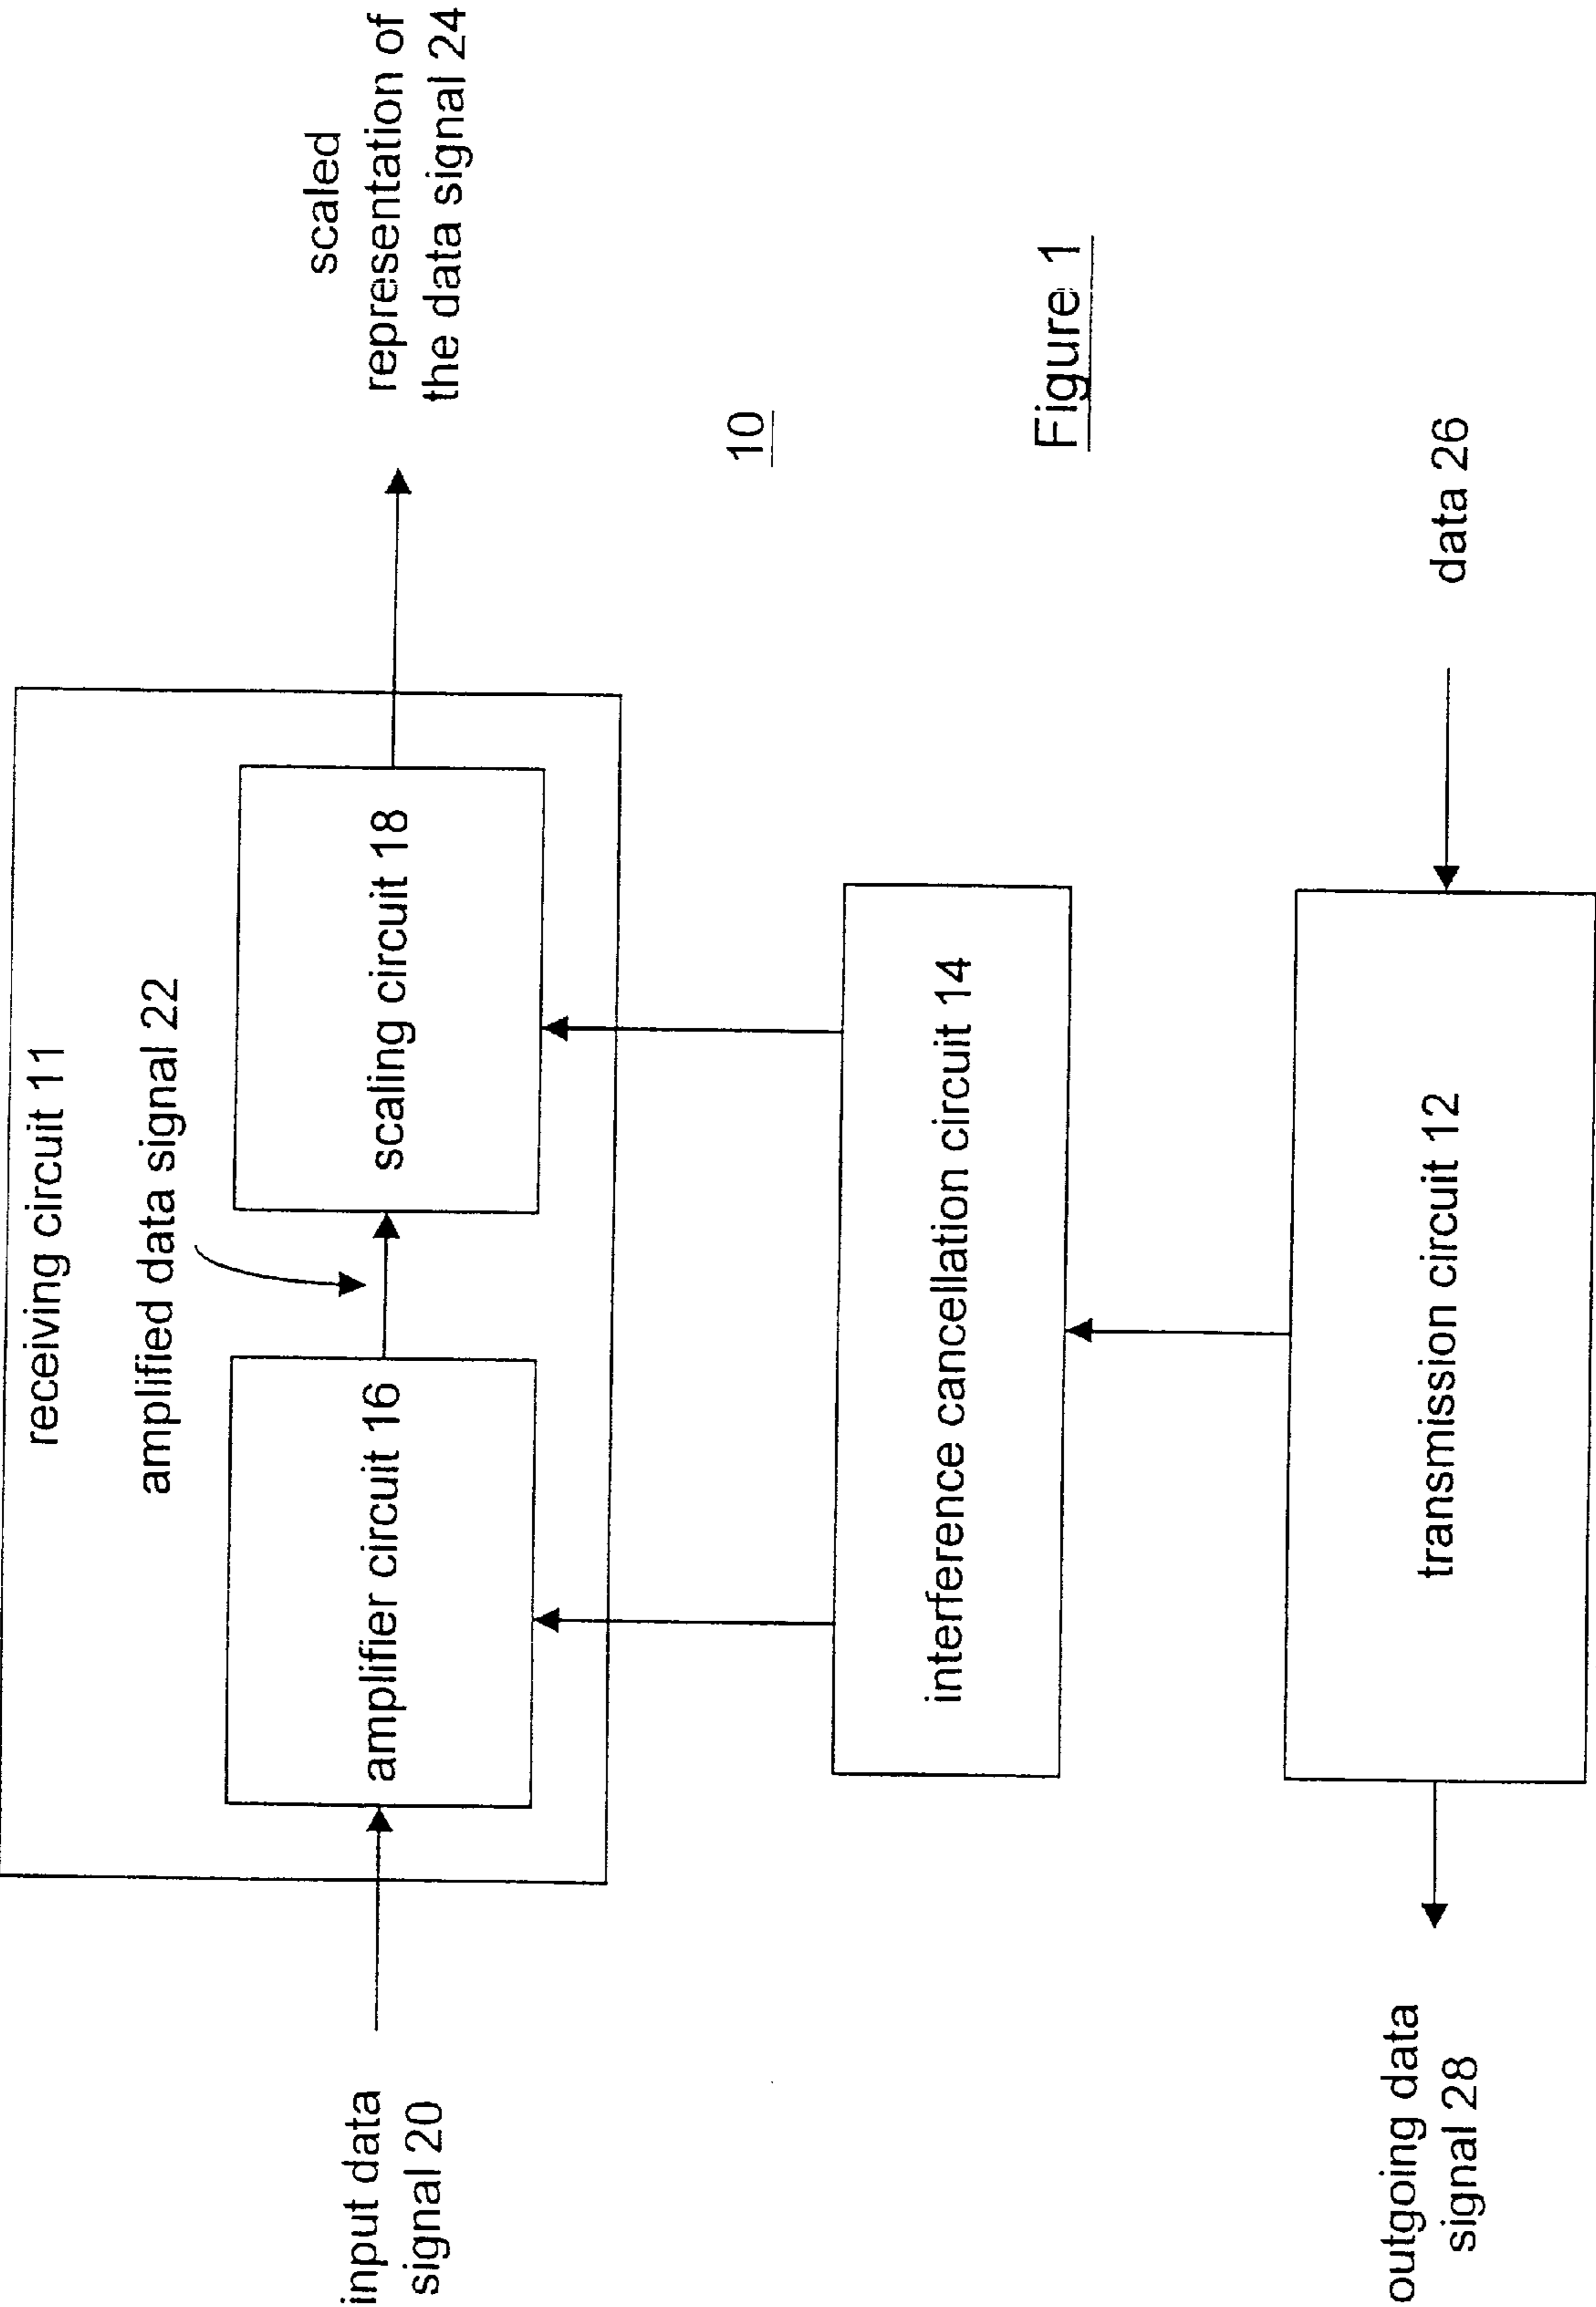 receiving circuit 11
amplified data signal 22
input data
signal 20
amplifier circuit 16
scaling circuit 18
scaled
representation of
the data signal 24
interference cancellation circuit 14
10
transmission circuit 12
outgoing data
signal 28
data 26
Figure 1